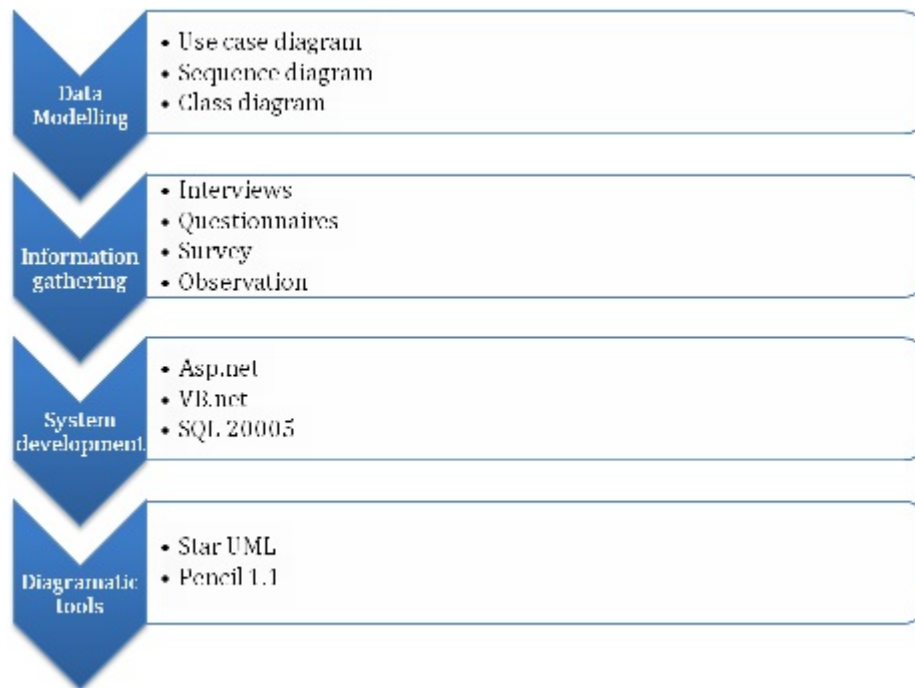 Data
Modelling
• Use case diagram
• Sequence diagram
• Class diagram
Information
gathering
• Interviews
• Questionnaires
• Survey
• Observation
System
development
• Asp.net
• VB.net
• SQL 20005
Diagramatic
tools
• Star UML
• Pencil 1.1